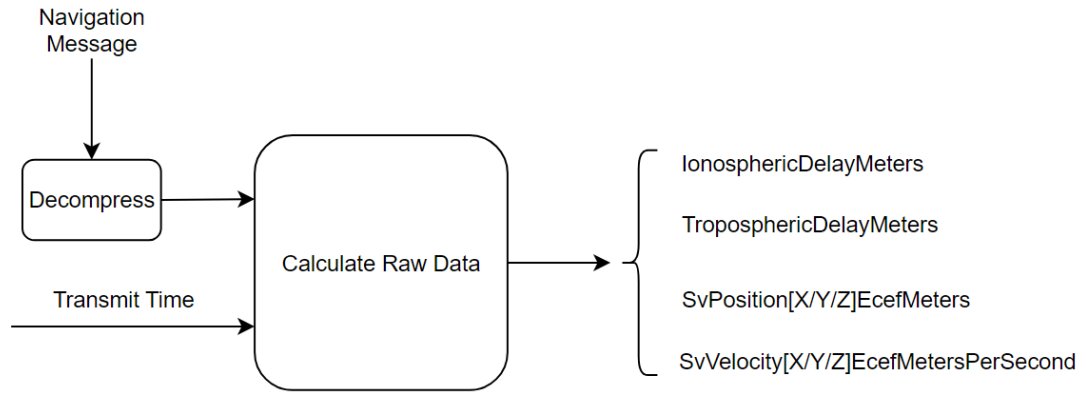 Navigation
Message
Decompress
Transmit Time
Calculate Raw Data
IonosphericDelayMeters
TroposphericDelayMeters
SvPosition[X/Y/Z]EcefMeters
SvVelocity[X/Y/Z]EcefMetersPerSecond